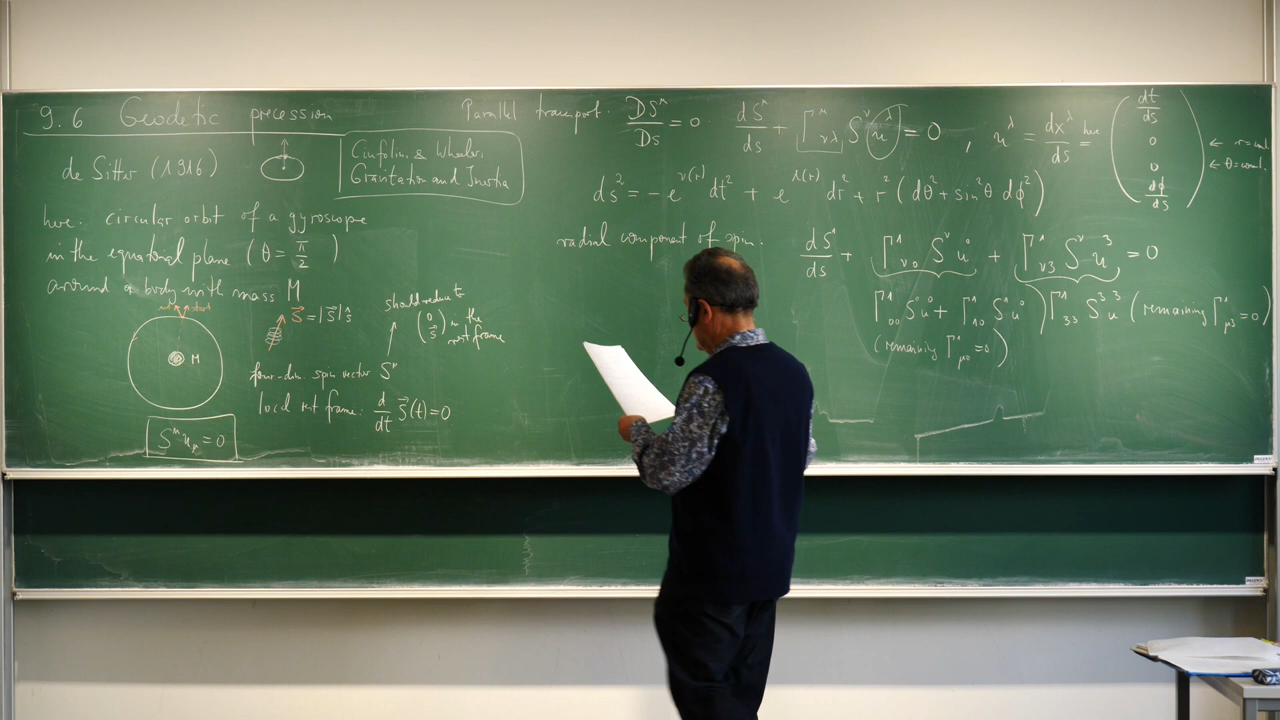 9.6 Geodetic precession
de Sitter (1916)
Ciufolini & Wheeler,
Gravitation and Inertia
here: circular orbit of a gyroscope
in the equatorial plane (θ = π/2)
around a body with mass M
start
M
S⃗ = |S⃗| ŝ
should reduce to
(0 s⃗) in the
rest frame
four-dim. spin vector S^ν
local rest frame: d/dt S⃗(t) = 0
S^μ u_μ = 0
Parallel transport. DS^μ/Ds = 0 dS^μ/ds + Γ^μ_νλ S^ν u^λ = 0 , u^λ = dx^λ/ds = here (dt/ds 0 0 dφ/ds)
← r = const.
← θ = const.
ds² = -e^ν(r) dt² + e^λ(r) dr² + r² (dθ² + sin²θ dφ²)
radial component of spin: dS¹/ds + Γ¹_ν0 S^ν u⁰ + Γ¹_ν3 S^ν u³ = 0
Γ¹_00 S⁰u⁰ + Γ¹_10 S¹u⁰ ) Γ¹_33 S³u³ (remaining Γ¹_μ3 = 0)
(remaining Γ¹_μ0 = 0)